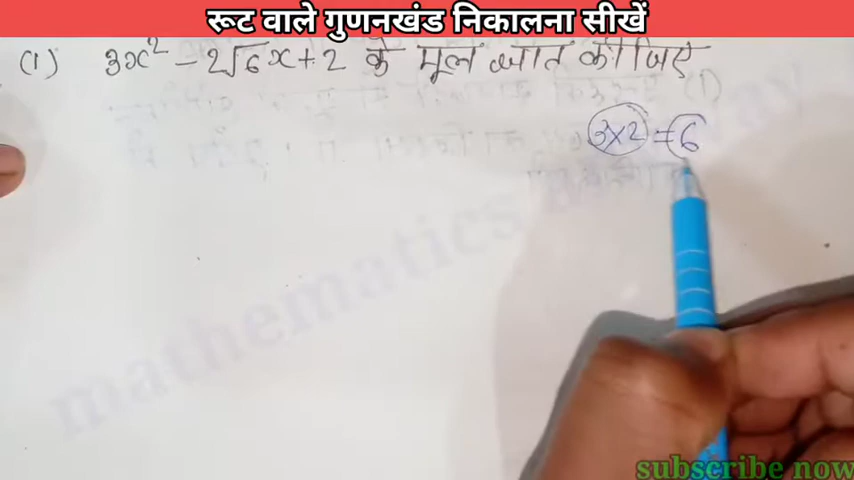 रूट वाले गुणनखंड निकालना सीखें
(1) 3x² - 2√6x + 2 के मूल ज्ञात कीजिए
3×2 = 6
mathematics
subscribe now